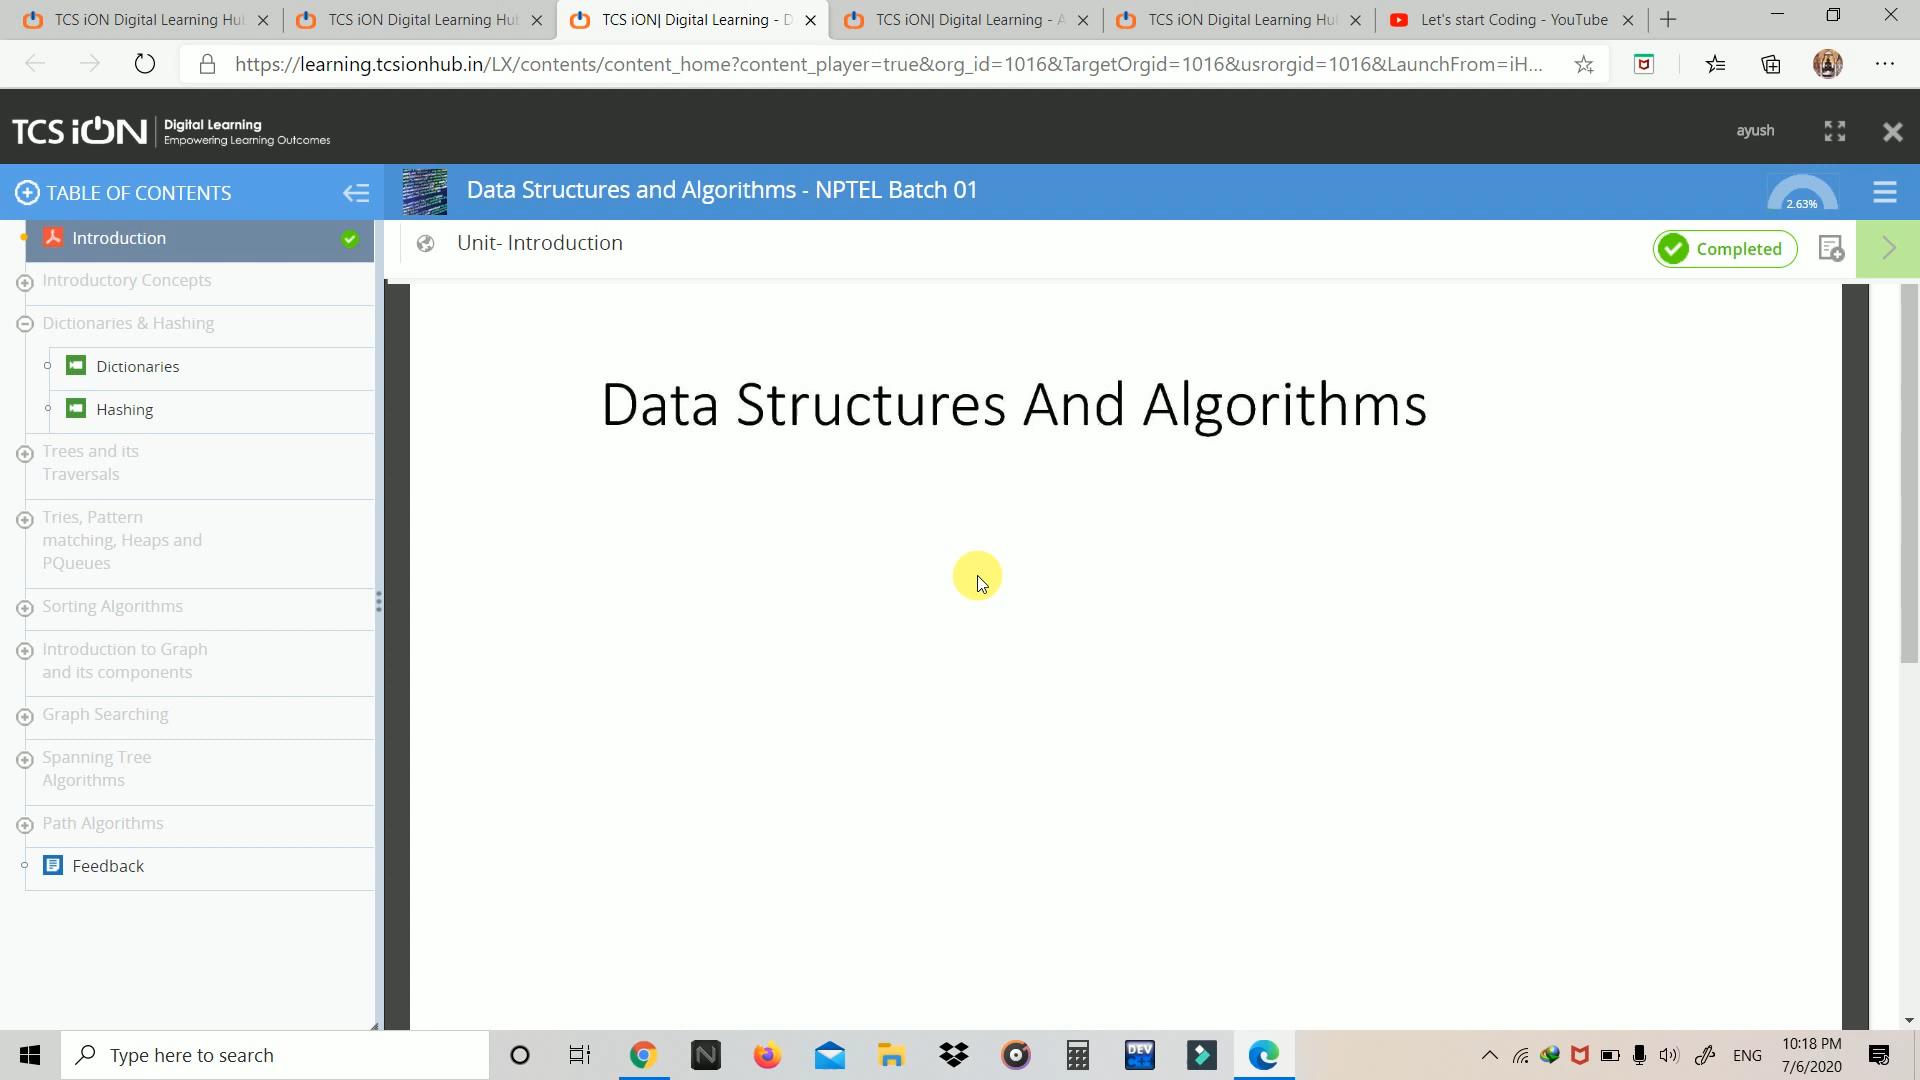 TCS iON Digital Learning Hu
TCS iON Digital Learning Hu
TCS iON| Digital Learning - D
TCS iON| Digital Learning - A
TCS iON Digital Learning Hu
Let's start Coding - YouTube
https://learning.tcsionhub.in/LX/contents/content_home?content_player=true&org_id=1016&TargetOrgid=1016&usrorgid=1016&LaunchFrom=iH...
TCS iON
Digital Learning
Empowering Learning Outcomes
ayush
TABLE OF CONTENTS
Data Structures and Algorithms - NPTEL Batch 01
2.63%
Introduction
Unit- Introduction
Completed
Introductory Concepts
Dictionaries & Hashing
Dictionaries
Hashing
Trees and its
Traversals
Tries, Pattern
matching, Heaps and
PQueues
Sorting Algorithms
Introduction to Graph
and its components
Graph Searching
Spanning Tree
Algorithms
Path Algorithms
Feedback
Data Structures And Algorithms
Type here to search
N
DEV
ENG
10:18 PM
7/6/2020